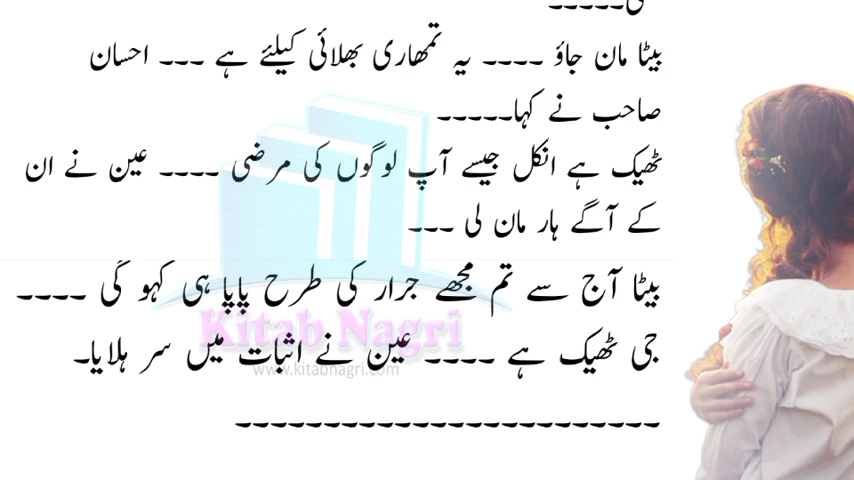 بیٹا مان جاؤ ۔۔۔۔ یہ تمھاری بھلائی کیلئے ہے ۔۔۔ احسان
صاحب نے کہا۔۔۔۔۔
ٹھیک ہے انکل جیسے آپ لوگوں کی مرضی ۔۔۔۔ عین نے ان
کے آگے ہار مان لی ۔۔۔
بیٹا آج سے تم مجھے جرار کی طرح پاپا ہی کہو گی ۔۔۔۔
جی ٹھیک ہے ۔۔۔۔ عین نے اثبات میں سر ہلایا۔
۔۔۔۔۔۔۔۔۔۔۔۔۔۔۔۔۔۔۔۔۔۔۔۔
Kitab Nagri
www.kitabnagri.com